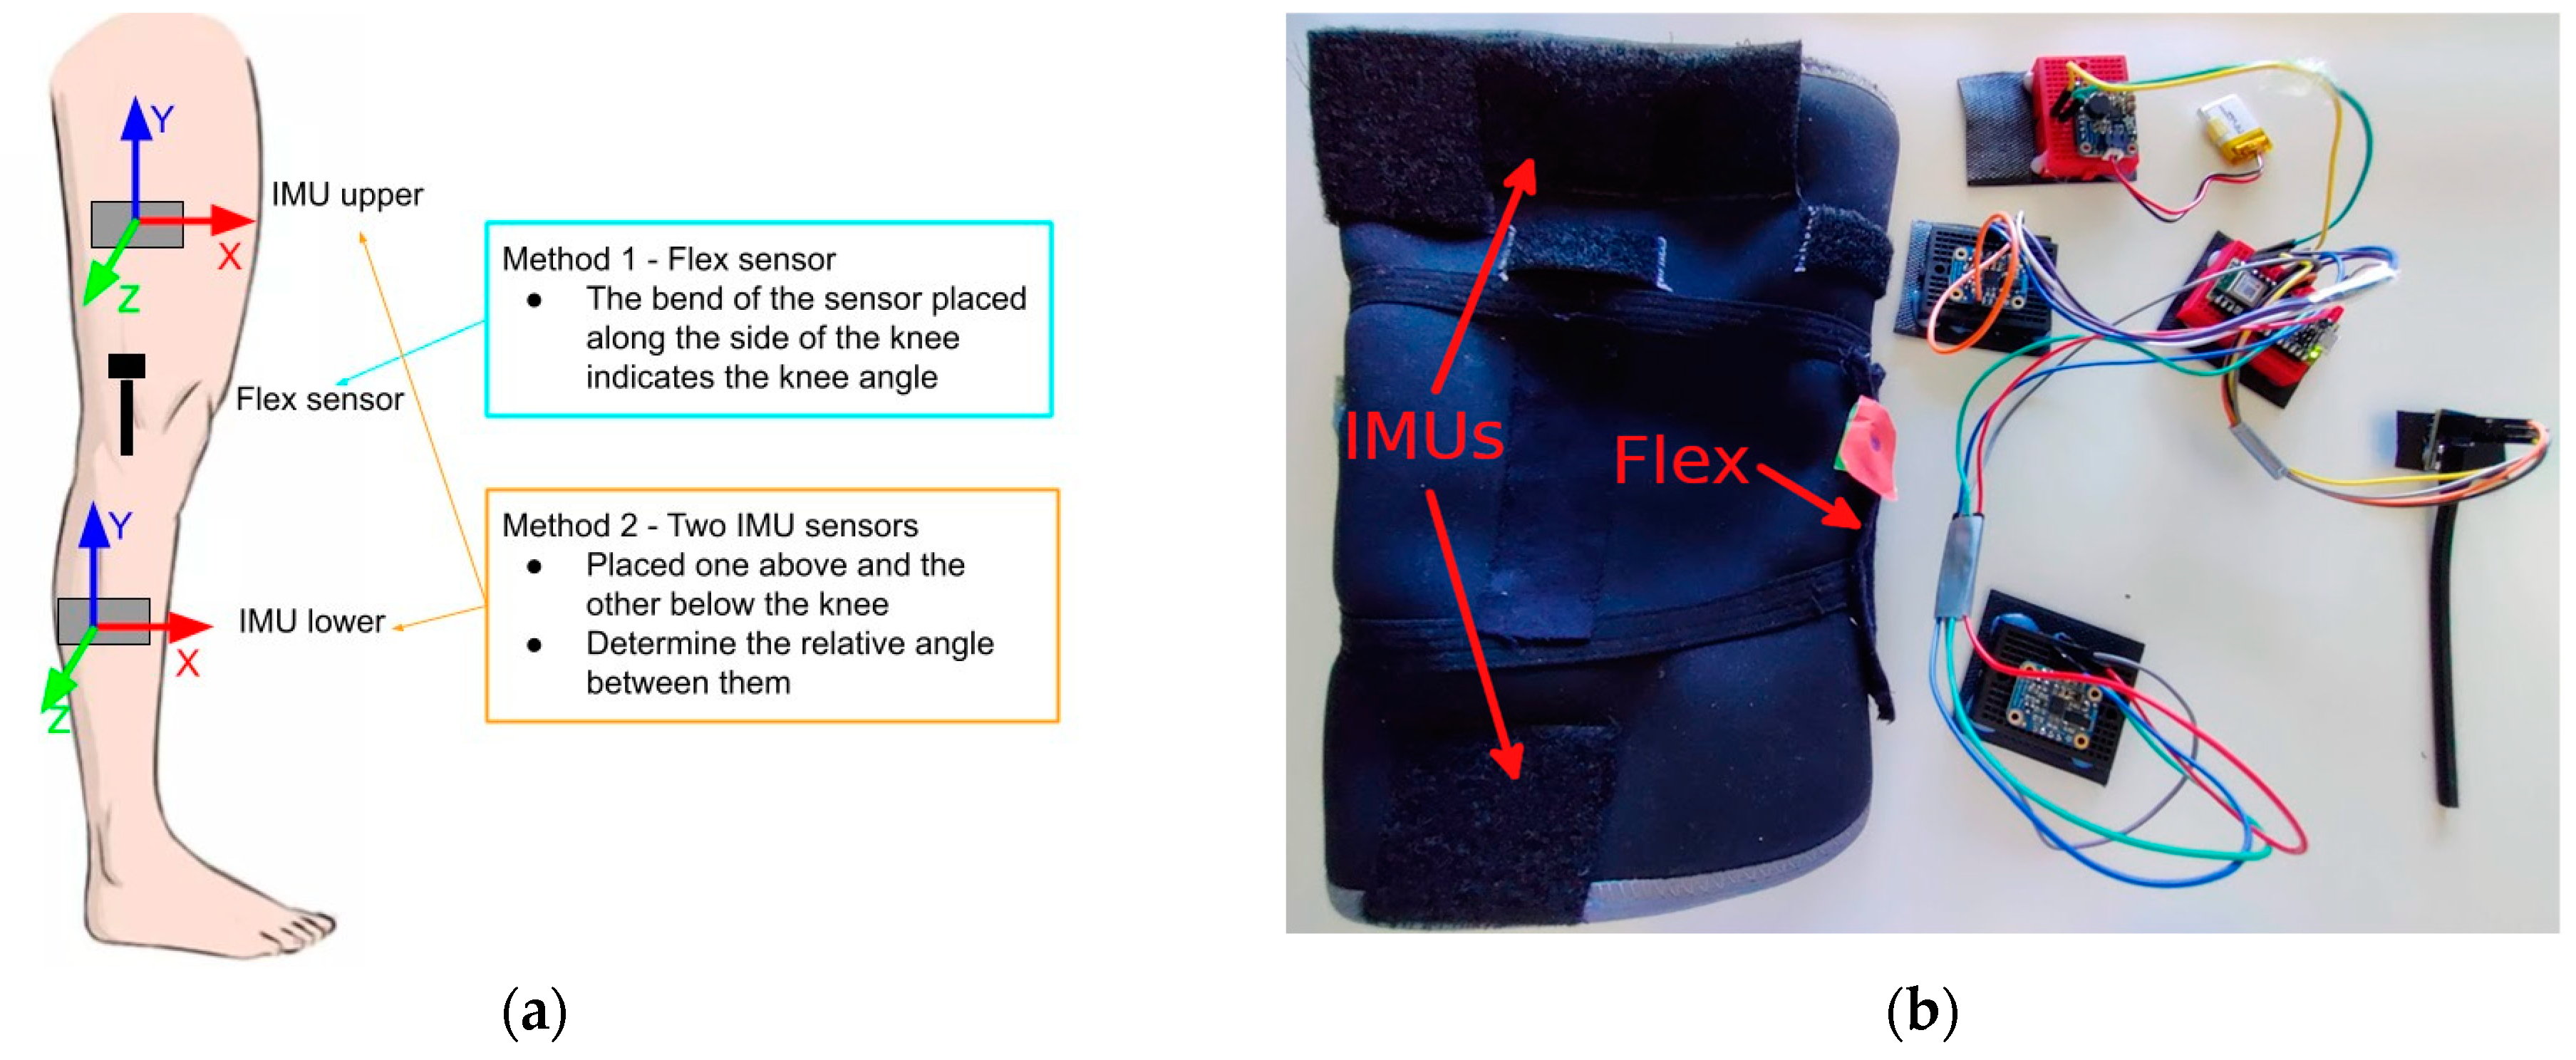 Y
IMU upper
X
Z
Flex sensor
Y
IMU lower
X
Z
Method 1 - Flex sensor
● The bend of the sensor placed
along the side of the knee
indicates the knee angle
Method 2 - Two IMU sensors
● Placed one above and the
other below the knee
● Determine the relative angle
between them
(a)
IMUs
Flex
(b)